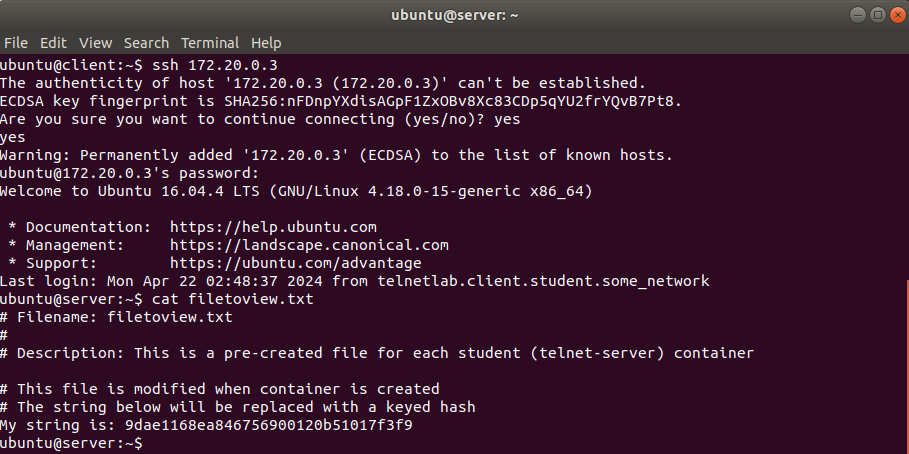 ubuntu@server: ~
File Edit View Search Terminal Help
ubuntu@client:~$ ssh 172.20.0.3
The authenticity of host '172.20.0.3 (172.20.0.3)' can't be established.
ECDSA key fingerprint is SHA256:nFDnpYXdisAGpF1ZxOBv8Xc83CDp5qYU2frYQvB7Pt8.
Are you sure you want to continue connecting (yes/no)? yes
yes
Warning: Permanently added '172.20.0.3' (ECDSA) to the list of known hosts.
ubuntu@172.20.0.3's password:
Welcome to Ubuntu 16.04.4 LTS (GNU/Linux 4.18.0-15-generic x86_64)

 * Documentation:  https://help.ubuntu.com
 * Management:     https://landscape.canonical.com
 * Support:        https://ubuntu.com/advantage
Last login: Mon Apr 22 02:48:37 2024 from telnetlab.client.student.some_network
ubuntu@server:~$ cat filetoview.txt
# Filename: filetoview.txt
#
# Description: This is a pre-created file for each student (telnet-server) container

# This file is modified when container is created
# The string below will be replaced with a keyed hash
My string is: 9dae1168ea846756900120b51017f3f9
ubuntu@server:~$